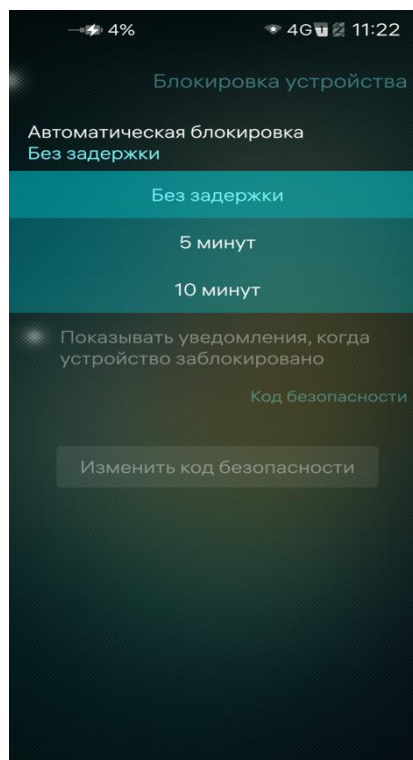 4% 4G 11:22
Блокировка устройства
Автоматическая блокировка
Без задержки
Без задержки
5 минут
10 минут
Показывать уведомления, когда
устройство заблокировано
Код безопасности
Изменить код безопасности